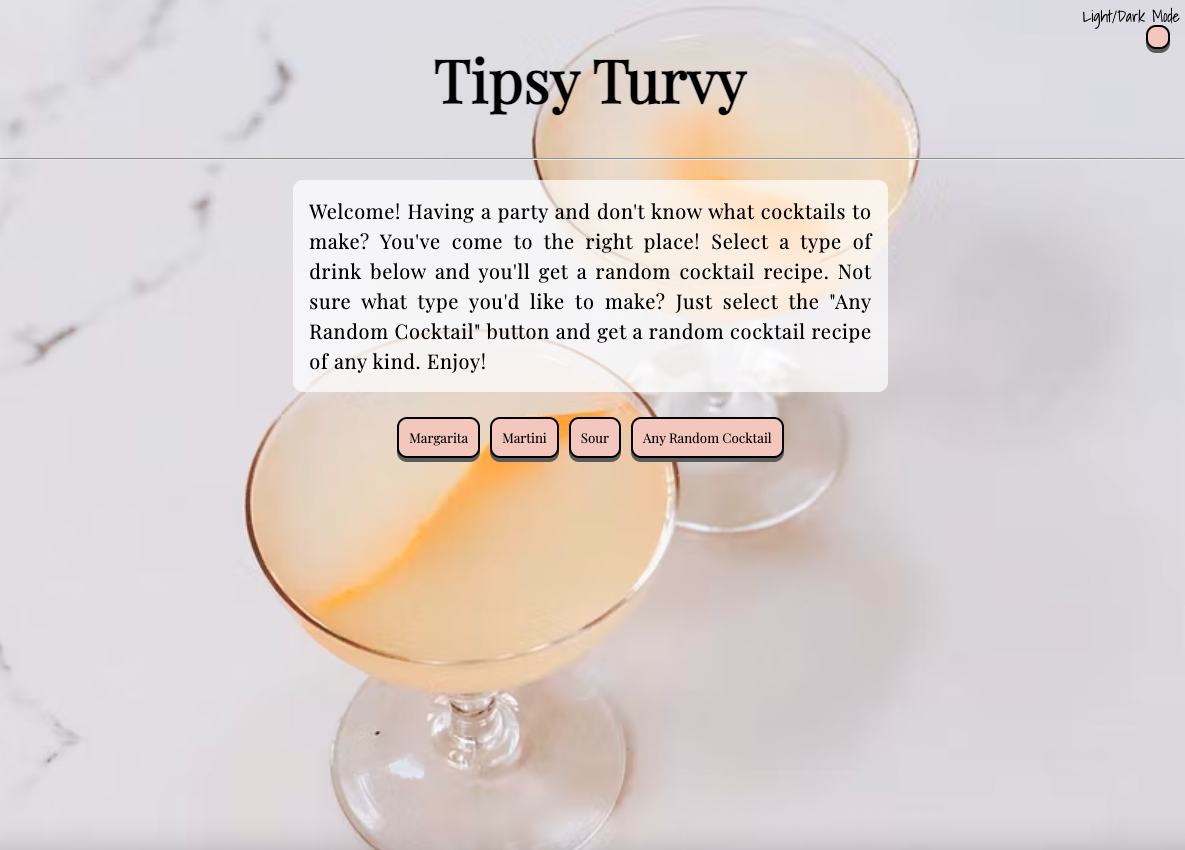 Light/Dark Mode
Tipsy Turvy
Welcome! Having a party and don't know what cocktails to
make? You've come to the right place! Select a type of
drink below and you'll get a random cocktail recipe. Not
sure what type you'd like to make? Just select the "Any
Random Cocktail" button and get a random cocktail recipe
of any kind. Enjoy!
Margarita Martini Sour Any Random Cocktail